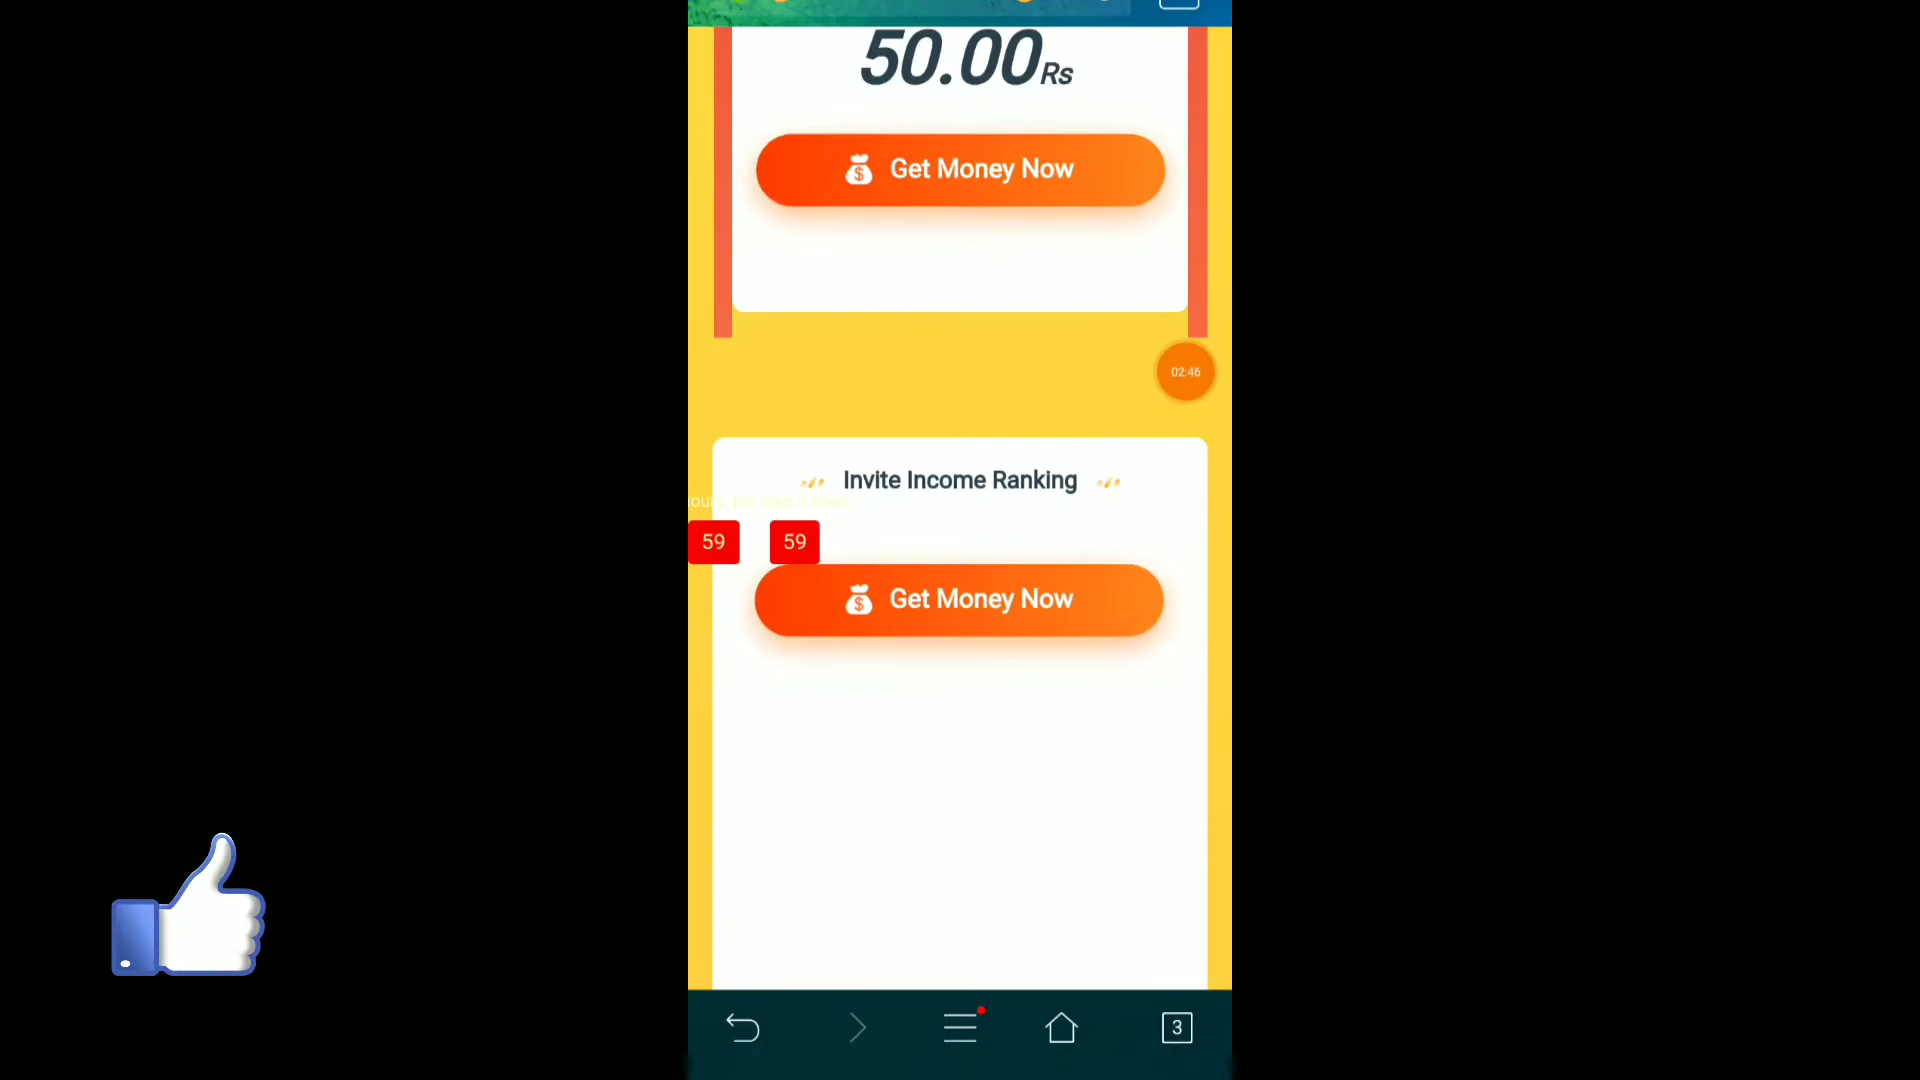 50.00Rs
Get Money Now
02:46
Invite Income Ranking
59 59
Get Money Now
3